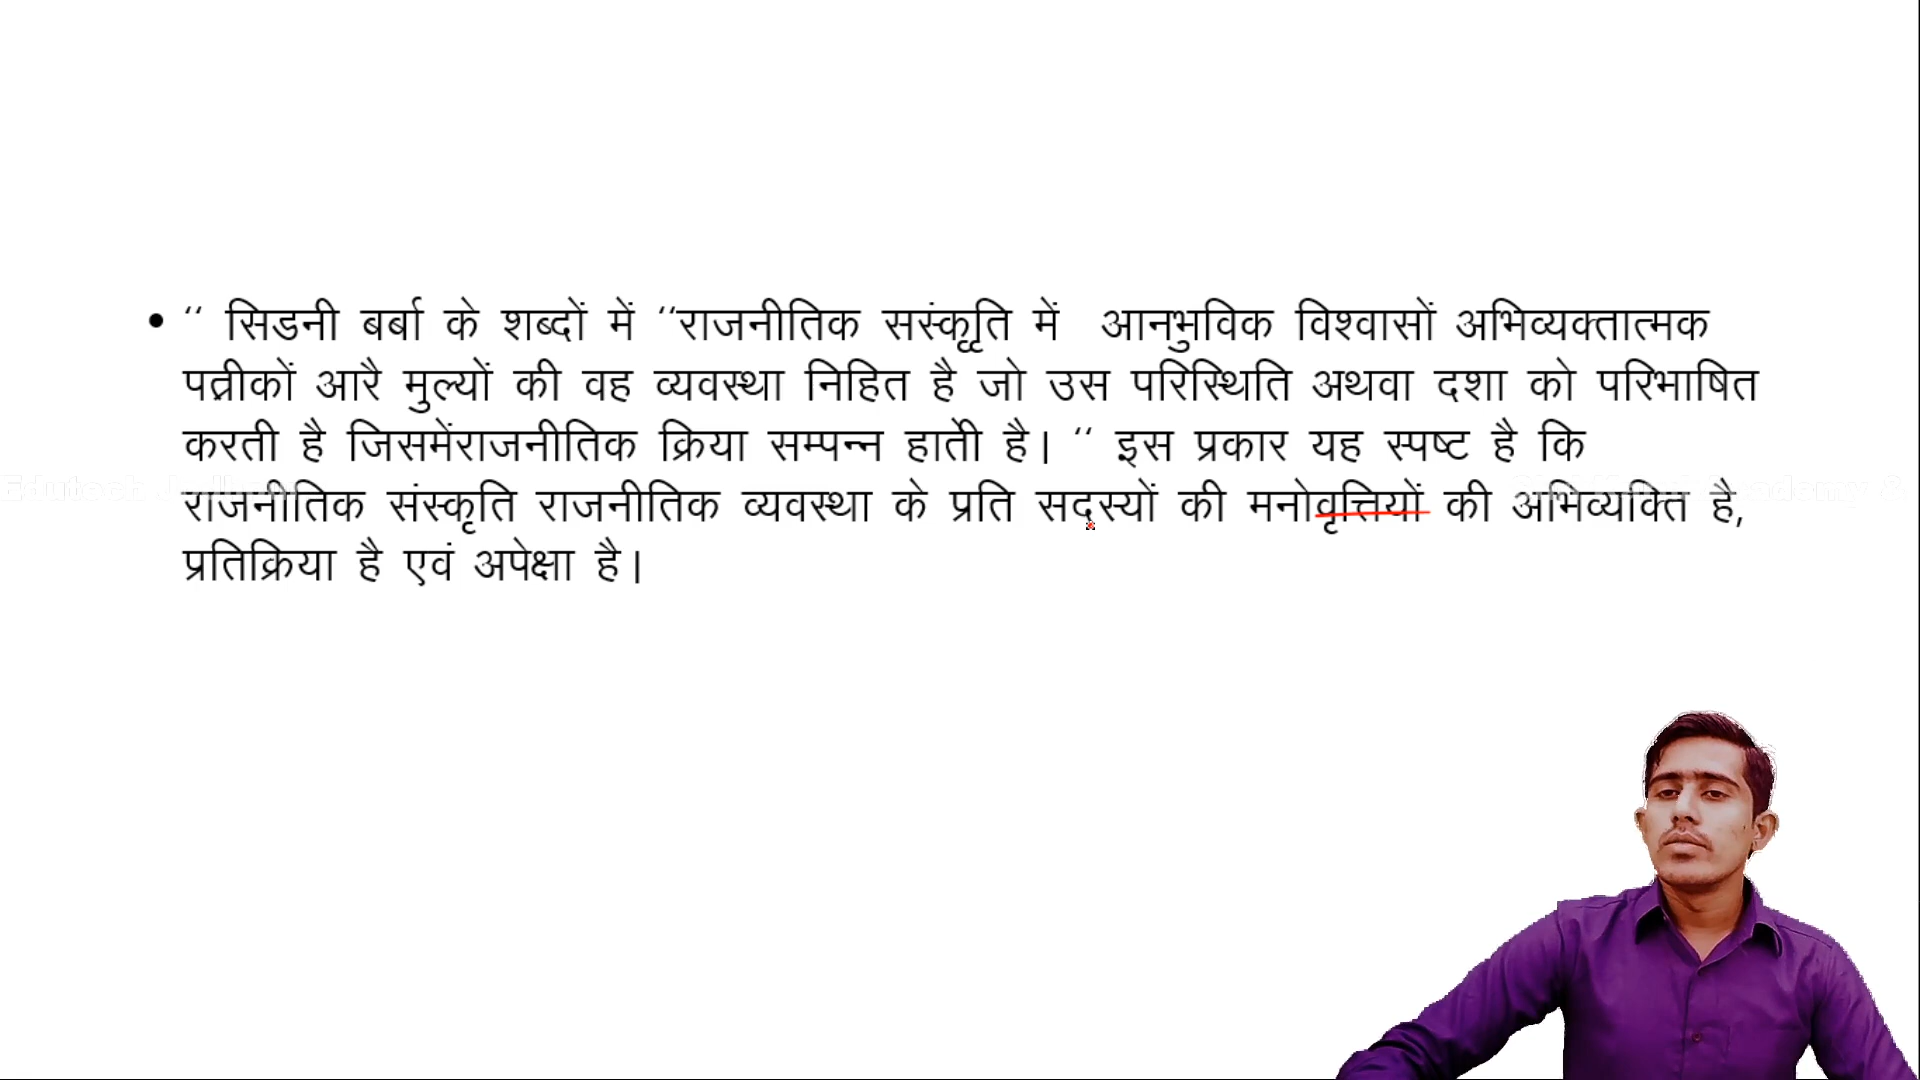 • “ सिडनी बर्बा के शब्दों में “राजनीतिक सस्ंकृृति में आनुभुविक विश्वासों अभिव्यक्तात्मक
पत्रीकों आरै मुल्यों की वह व्यवस्था निहित है जो उस परिस्थिति अथवा दशा को परिभाषित
करती है जिसमेंराजनीतिक क्रिया सम्पन्न हातेी है। “ इस प्रकार यह स्पष्ट है कि
राजनीतिक संस्कृति राजनीतिक व्यवस्था के प्रति सदस्यों की मनोवृत्तियों की अभिव्यक्ति है,
प्रतिक्रिया है एवं अपेक्षा है।